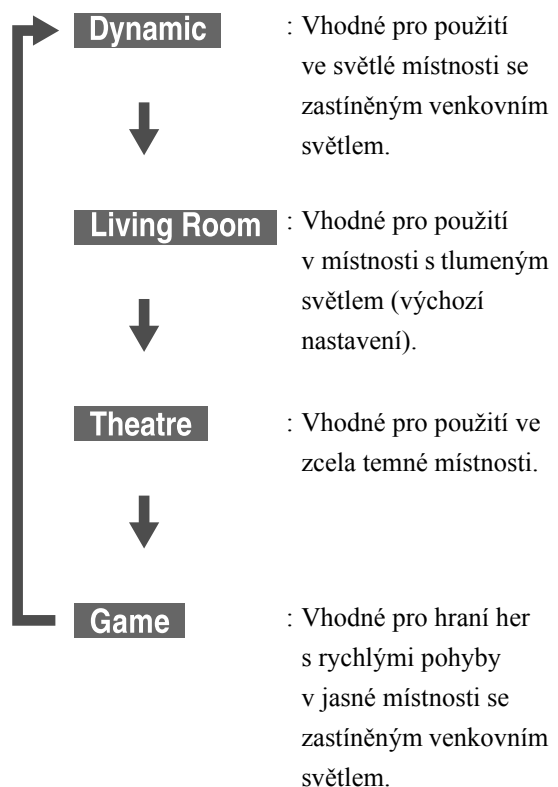 Dynamic : Vhodné pro použití
ve světlé místnosti se
zastíněným venkovním
světlem.
Living Room : Vhodné pro použití
v místnosti s tlumeným
světlem (výchozí
nastavení).
Theatre : Vhodné pro použití ve
zcela temné místnosti.
Game : Vhodné pro hraní her
s rychlými pohyby
v jasné místnosti se
zastíněným venkovním
světlem.